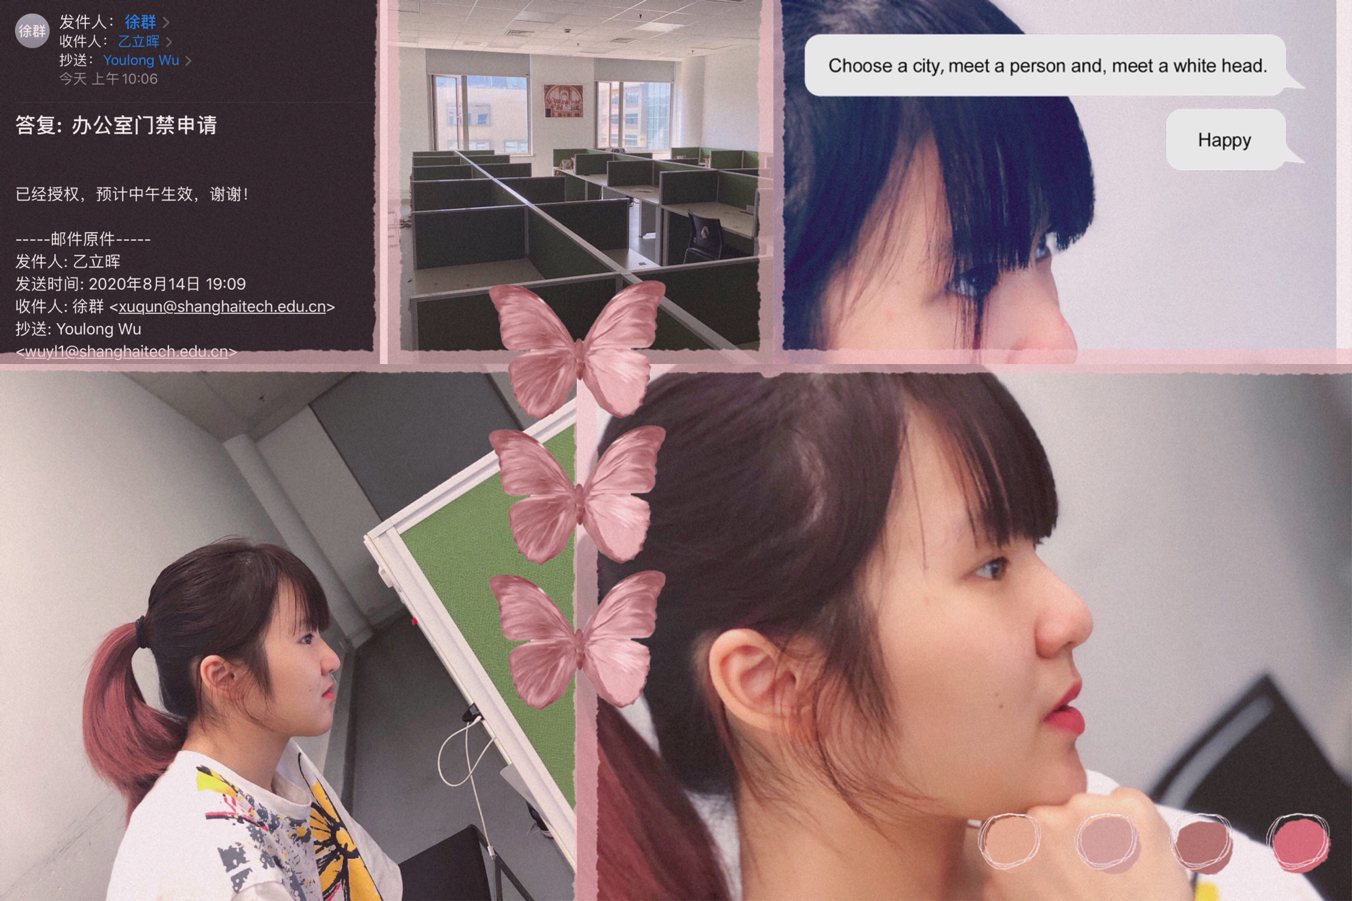 徐群
发件人： 徐群
收件人： 乙立晖
抄送： Youlong Wu
今天 上午10:06
答复: 办公室门禁申请
已经授权，预计中午生效，谢谢！
-----邮件原件-----
发件人: 乙立晖
发送时间: 2020年8月14日 19:09
收件人: 徐群 <xuqun@shanghaitech.edu.cn>
抄送: Youlong Wu
<wuyl1@shanghaitech.edu.cn>
Choose a city, meet a person and, meet a white head.
Happy